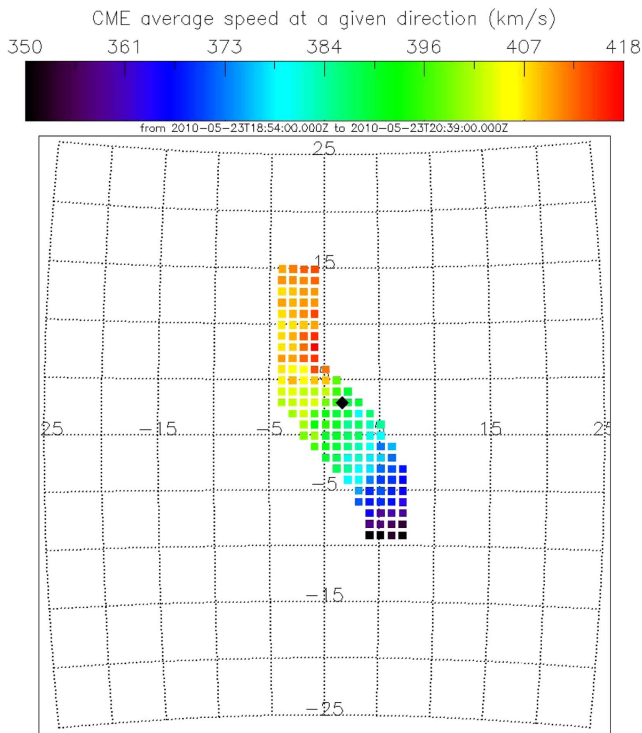 CME average speed at a given direction (km/s)
350 361 373 384 396 407 418
from 2010-05-23T18:54:00.000Z to 2010-05-23T20:39:00.000Z
25
15
5
-25 -5 5 15 25
-5
-15
-25